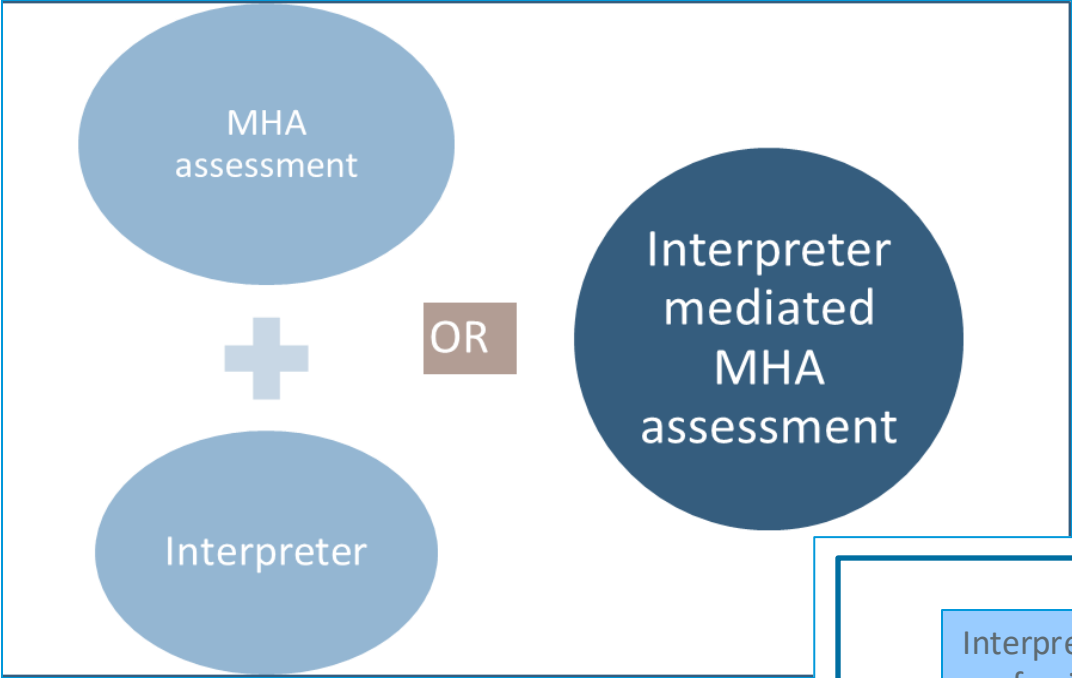 MHA
assessment
OR
Interpreter
mediated
MHA
assessment
Interpreter